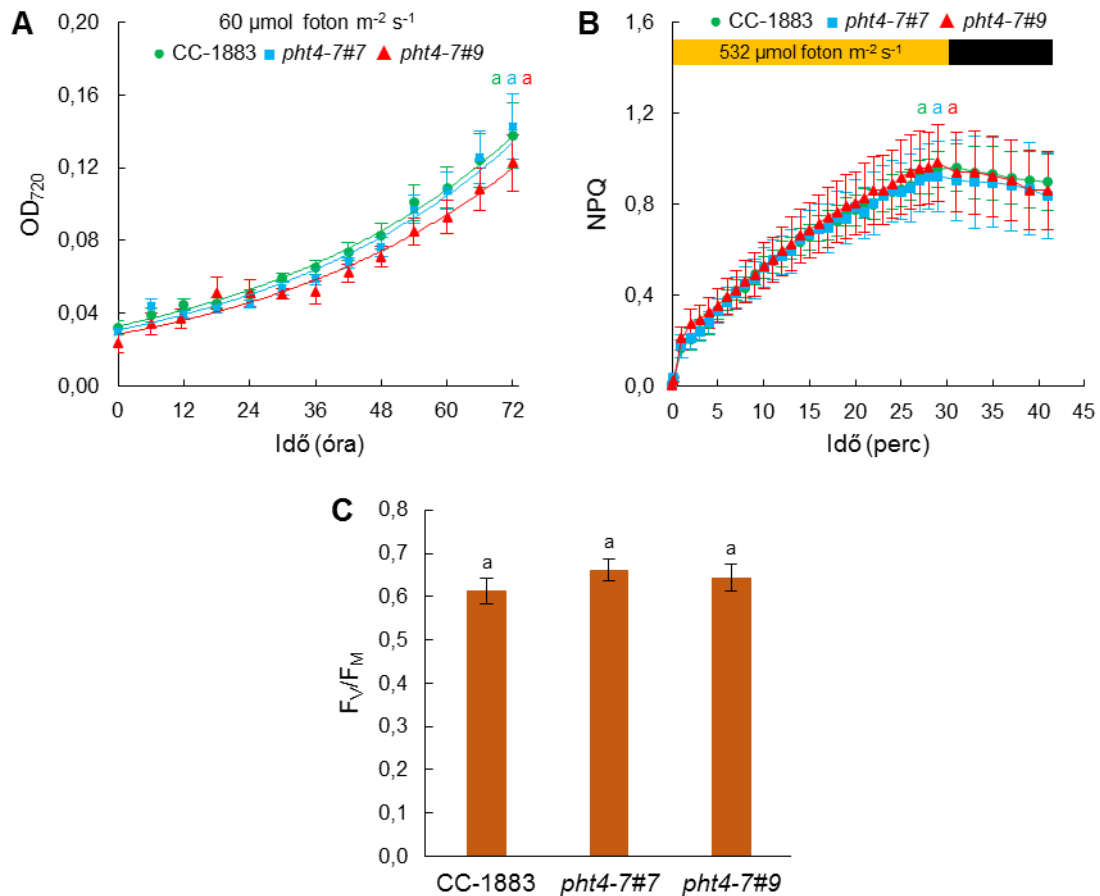 A
60 µmol foton m-2 s-1
CC-1883 pht4-7#7 pht4-7#9
a a a
OD720
0,20
0,16
0,12
0,08
0,04
0,00
0 12 24 36 48 60 72
Idő (óra)
B
CC-1883 pht4-7#7 pht4-7#9
532 µmol foton m-2 s-1
a a a
NPQ
1,6
1,2
0,8
0,4
0,0
0 5 10 15 20 25 30 35 40 45
Idő (perc)
C
FV/FM
0,8
0,7
0,6
0,5
0,4
0,3
0,2
0,1
0,0
a a a
CC-1883 pht4-7#7 pht4-7#9